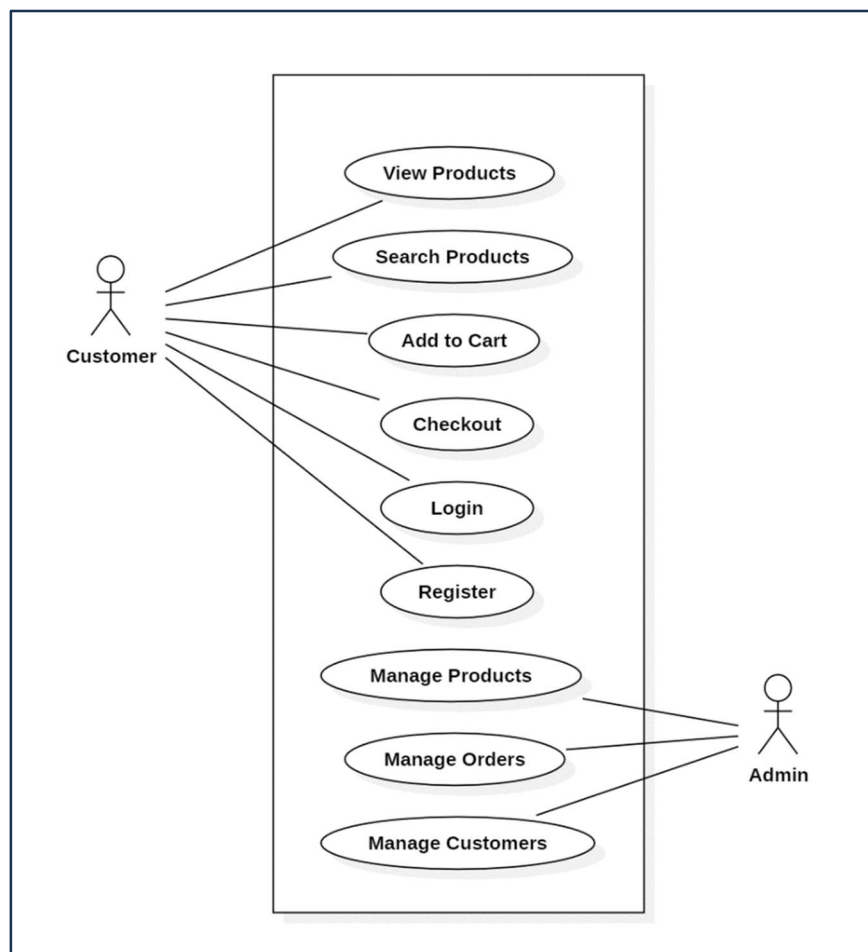 View Products
Search Products
Add to Cart
Customer
Checkout
Login
Register
Manage Products
Manage Orders
Admin
Manage Customers